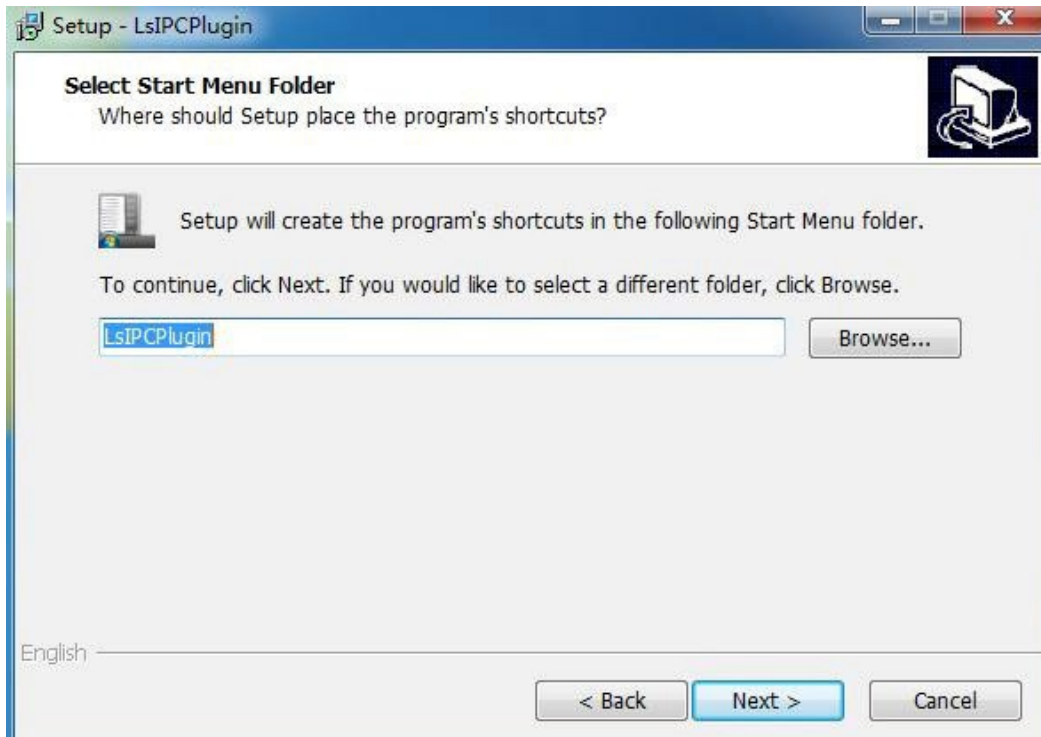 Setup - LsIPCPlugin
Select Start Menu Folder
Where should Setup place the program's shortcuts?
Setup will create the program's shortcuts in the following Start Menu folder.
To continue, click Next. If you would like to select a different folder, click Browse.
LsIPCPlugin
Browse...
English
< Back
Next >
Cancel